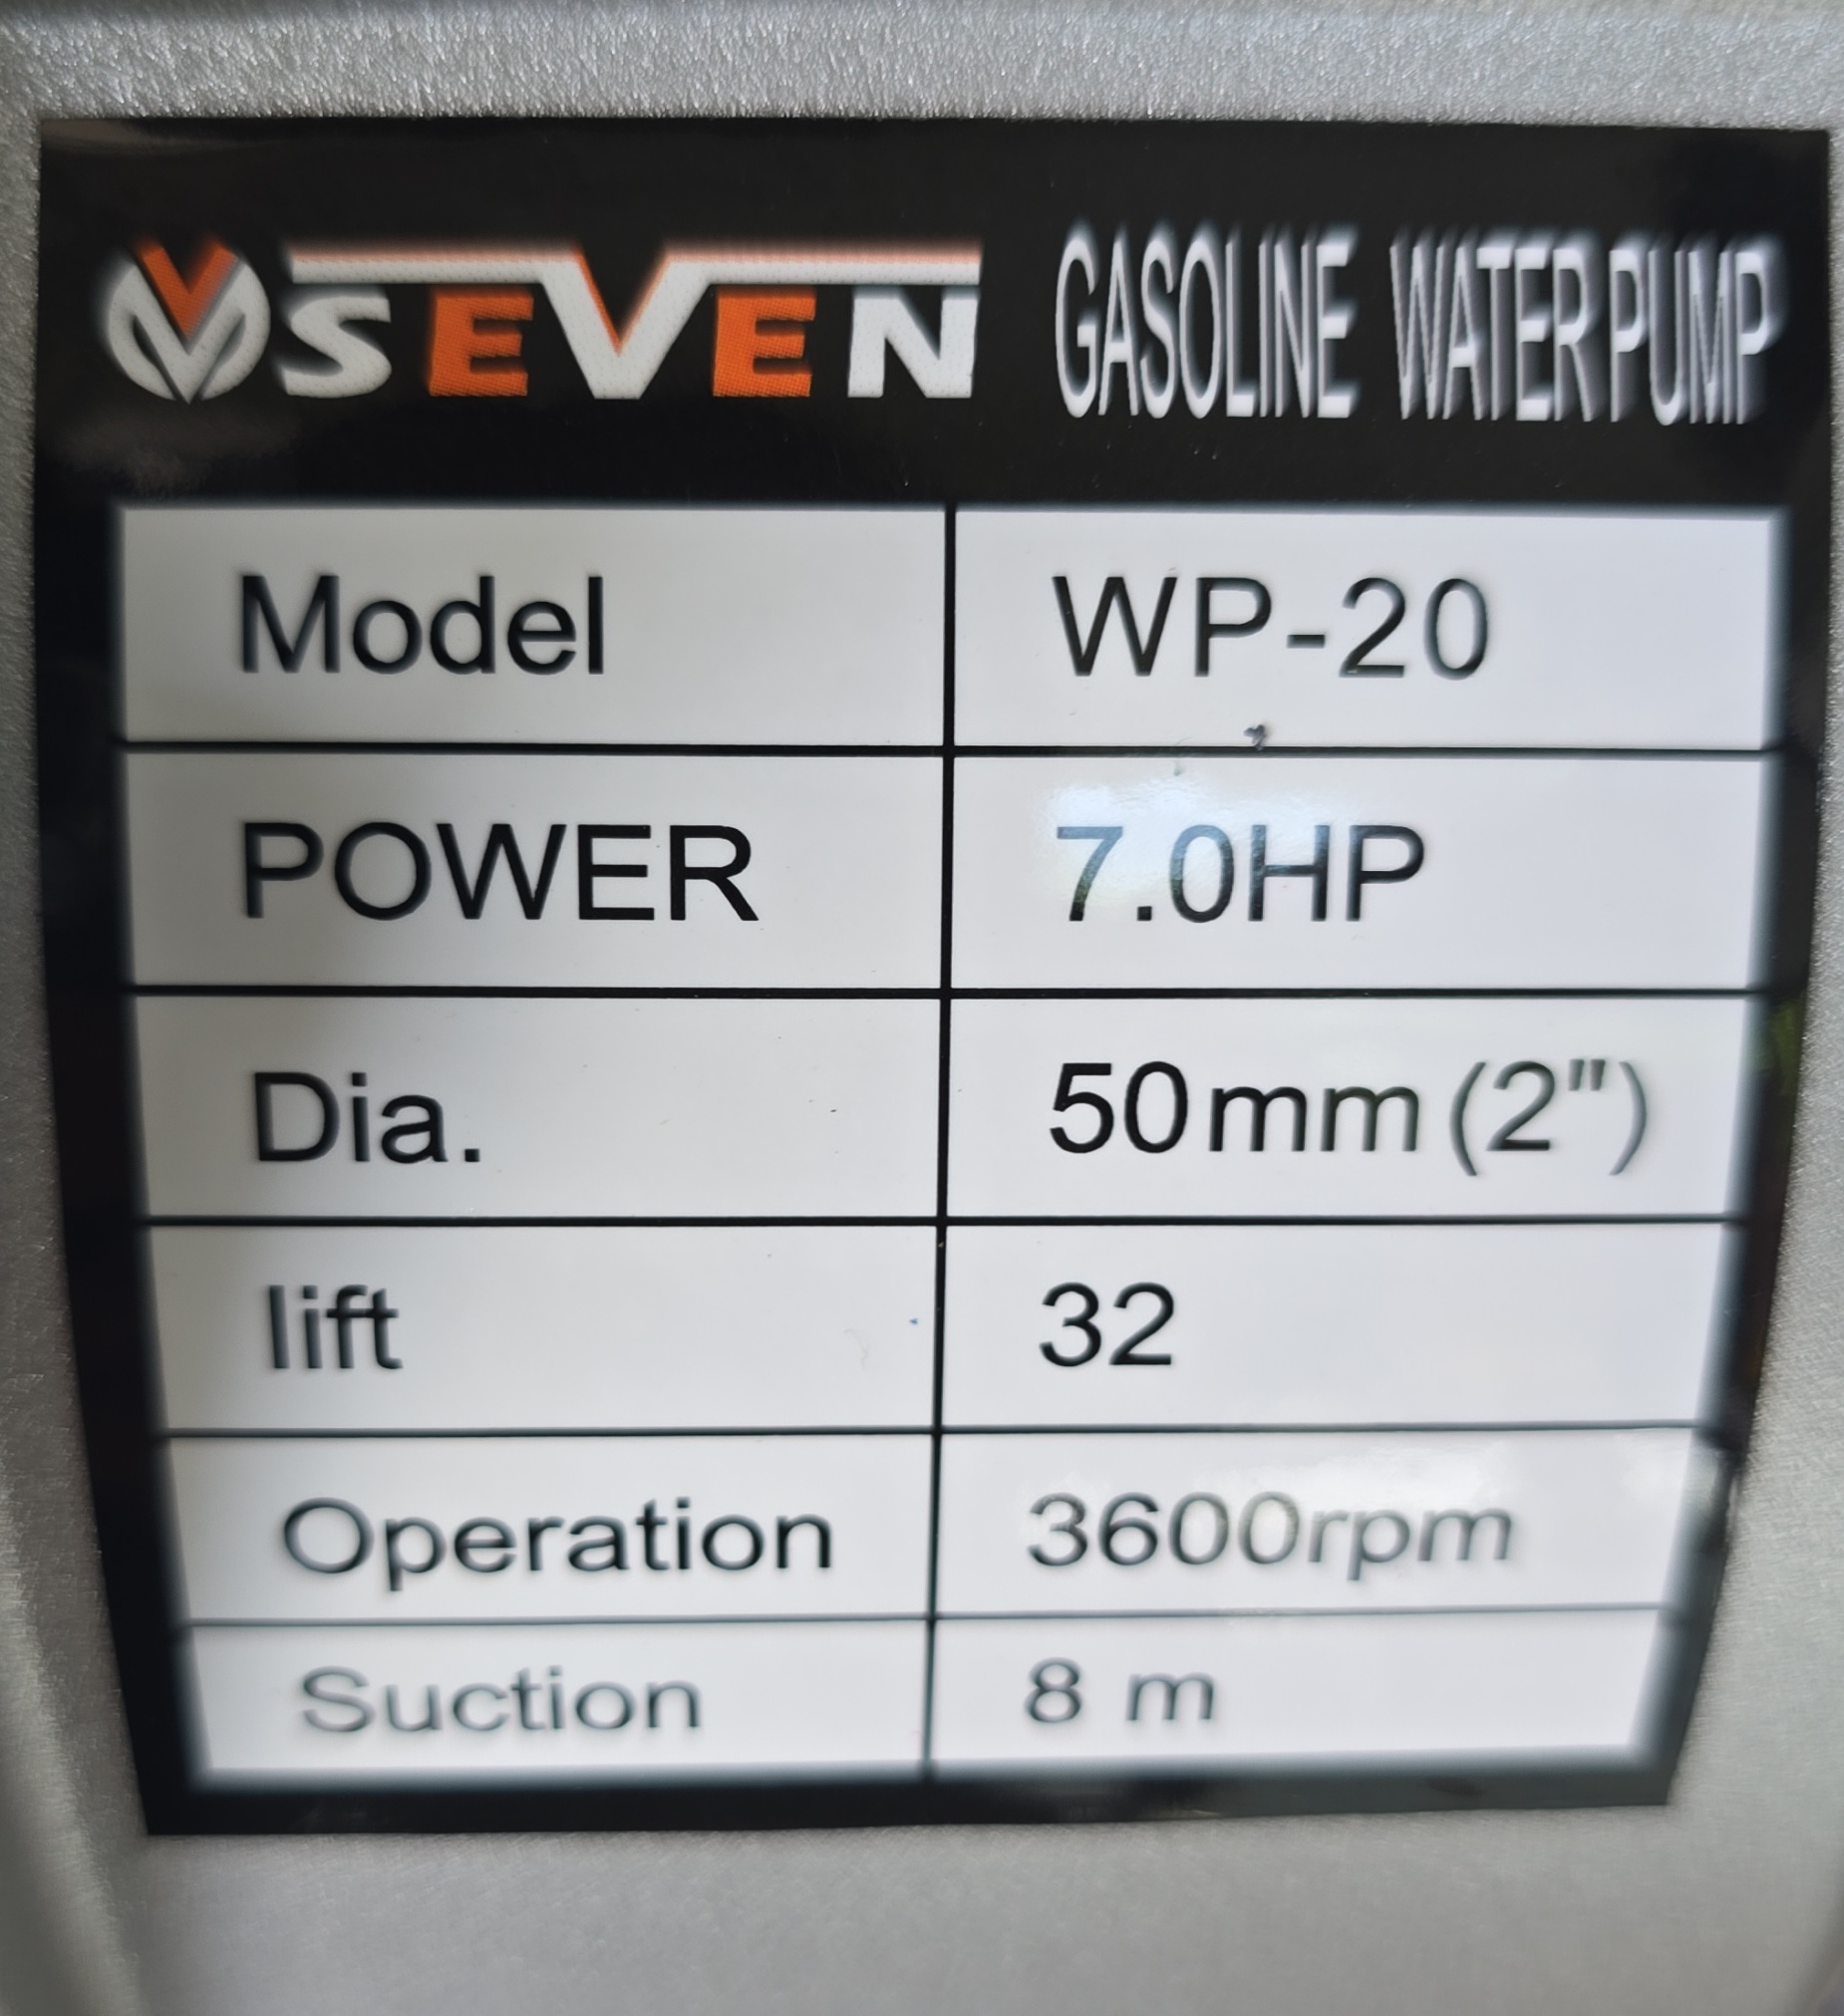 SEVEN GASOLINE WATER PUMP
Model WP-20
POWER 7.0HP
Dia. 50mm (2")
lift 32
Operation 3600rpm
Suction 8 m